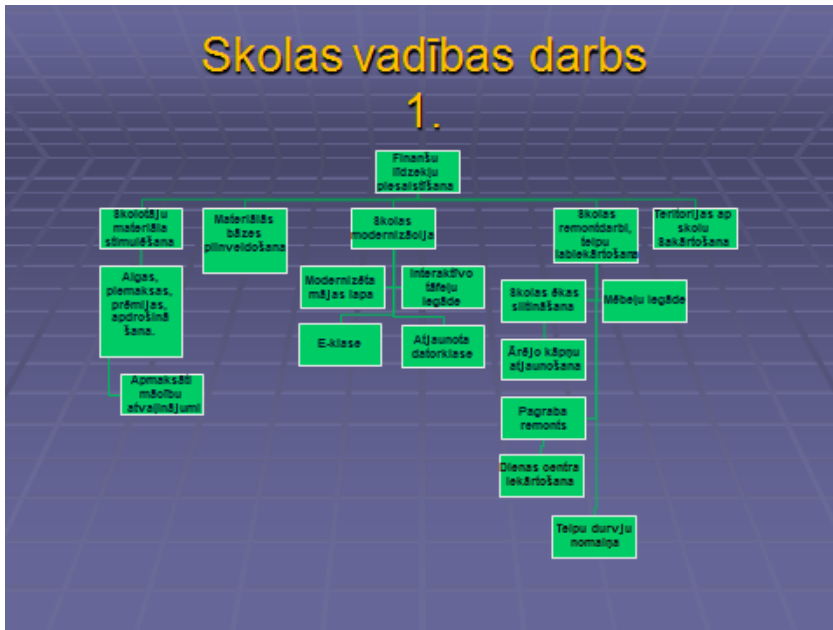 Skolas vadības darbs
1.
Finanšu
līdzekļu
piesaistīšana
Skolotāju
materiāla
stimulēšana
Materiālās
bāzes
pilnveidošana
Skolas
modernizācija
Skolas
remontdarbi,
telpu
labiekārtošana
Teritorijas ap
skolu
Sakārtošana
Algas,
piemaksas,
prēmijas,
apdrošinā
šana.
Apmaksāti
mācību
atvaļinājumi
Modernizēta
mājas lapa
Interaktīvo
tāfeļu
iegāde
E-klase
Atjaunota
datorklase
Skolas ēkas
siltināšana
Mēbeļu iegāde
Ārējo kāpņu
atjaunošana
Pagraba
remonts
Dienas centra
iekārtošana
Telpu durvju
nomaiņa